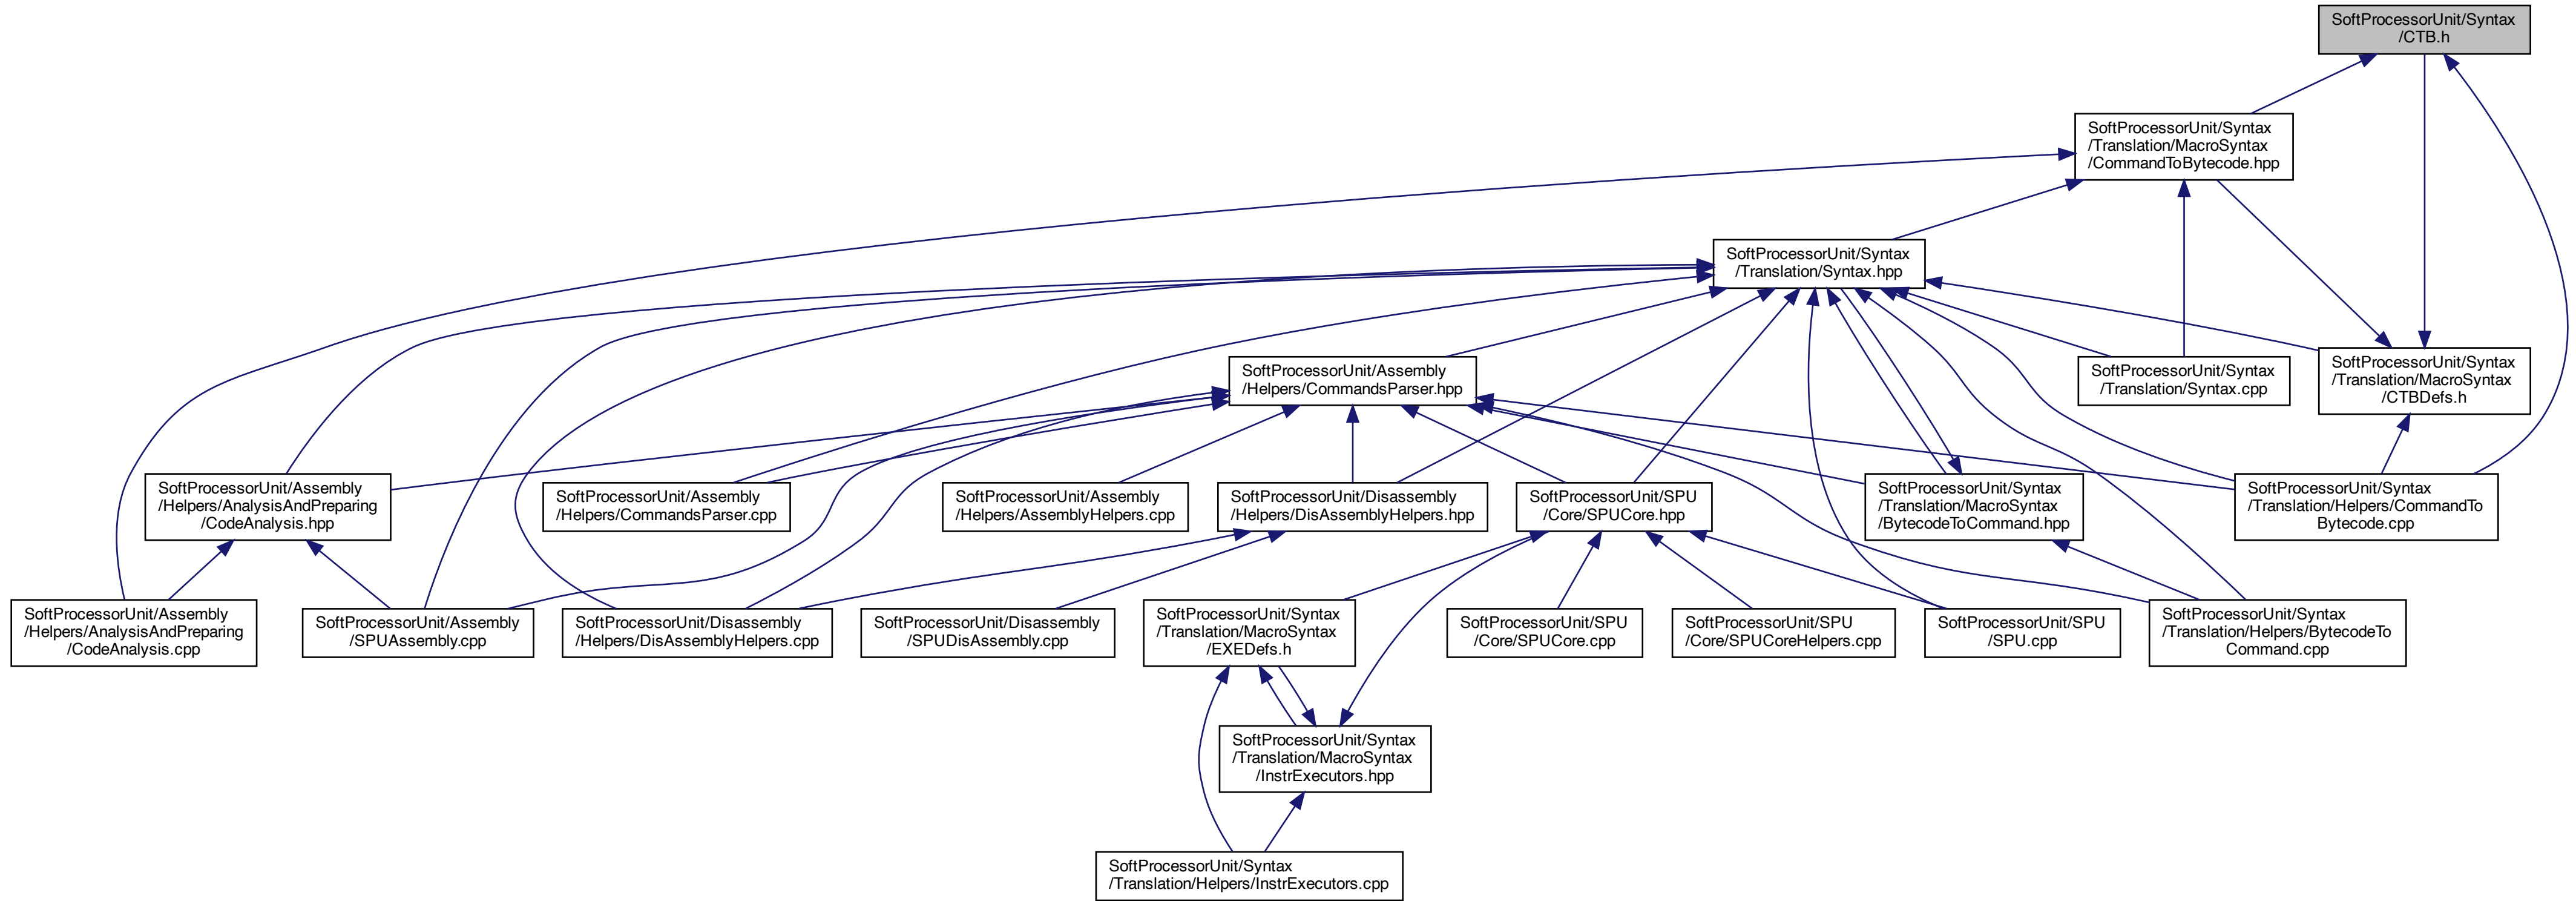 SoftProcessorUnit/Syntax
/CTB.h
SoftProcessorUnit/Syntax
/Translation/MacroSyntax
/CommandToBytecode.hpp
SoftProcessorUnit/Syntax
/Translation/Syntax.hpp
SoftProcessorUnit/Assembly
/Helpers/CommandsParser.hpp
SoftProcessorUnit/Syntax
/Translation/Syntax.cpp
SoftProcessorUnit/Syntax
/Translation/MacroSyntax
/CTBDefs.h
SoftProcessorUnit/Assembly
/Helpers/AnalysisAndPreparing
/CodeAnalysis.hpp
SoftProcessorUnit/Assembly
/Helpers/CommandsParser.cpp
SoftProcessorUnit/Assembly
/Helpers/AssemblyHelpers.cpp
SoftProcessorUnit/Disassembly
/Helpers/DisAssemblyHelpers.hpp
SoftProcessorUnit/SPU
/Core/SPUCore.hpp
SoftProcessorUnit/Syntax
/Translation/MacroSyntax
/BytecodeToCommand.hpp
SoftProcessorUnit/Syntax
/Translation/Helpers/CommandTo
Bytecode.cpp
SoftProcessorUnit/Assembly
/Helpers/AnalysisAndPreparing
/CodeAnalysis.cpp
SoftProcessorUnit/Assembly
/SPUAssembly.cpp
SoftProcessorUnit/Disassembly
/Helpers/DisAssemblyHelpers.cpp
SoftProcessorUnit/Disassembly
/SPUDisAssembly.cpp
SoftProcessorUnit/Syntax
/Translation/MacroSyntax
/EXEDefs.h
SoftProcessorUnit/SPU
/Core/SPUCore.cpp
SoftProcessorUnit/SPU
/Core/SPUCoreHelpers.cpp
SoftProcessorUnit/SPU
/SPU.cpp
SoftProcessorUnit/Syntax
/Translation/Helpers/BytecodeTo
Command.cpp
SoftProcessorUnit/Syntax
/Translation/MacroSyntax
/InstrExecutors.hpp
SoftProcessorUnit/Syntax
/Translation/Helpers/InstrExecutors.cpp